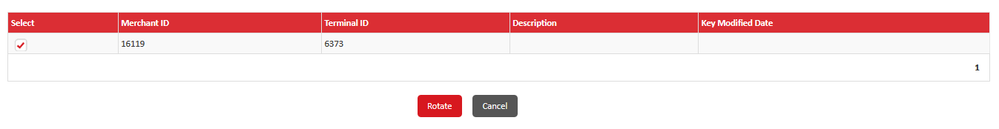 Select Merchant ID Terminal ID Description Key Modified Date
16119 6373
1
Rotate Cancel